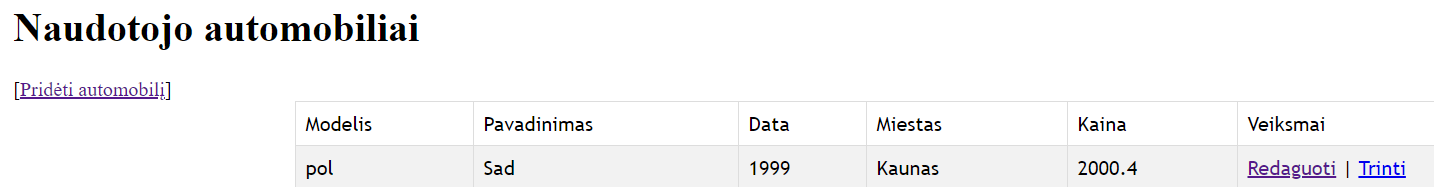 Naudotojo automobiliai
[Pridėti automobilį]
Modelis Pavadinimas Data Miestas Kaina Veiksmai
pol Sad 1999 Kaunas 2000.4 Redaguoti | Trinti